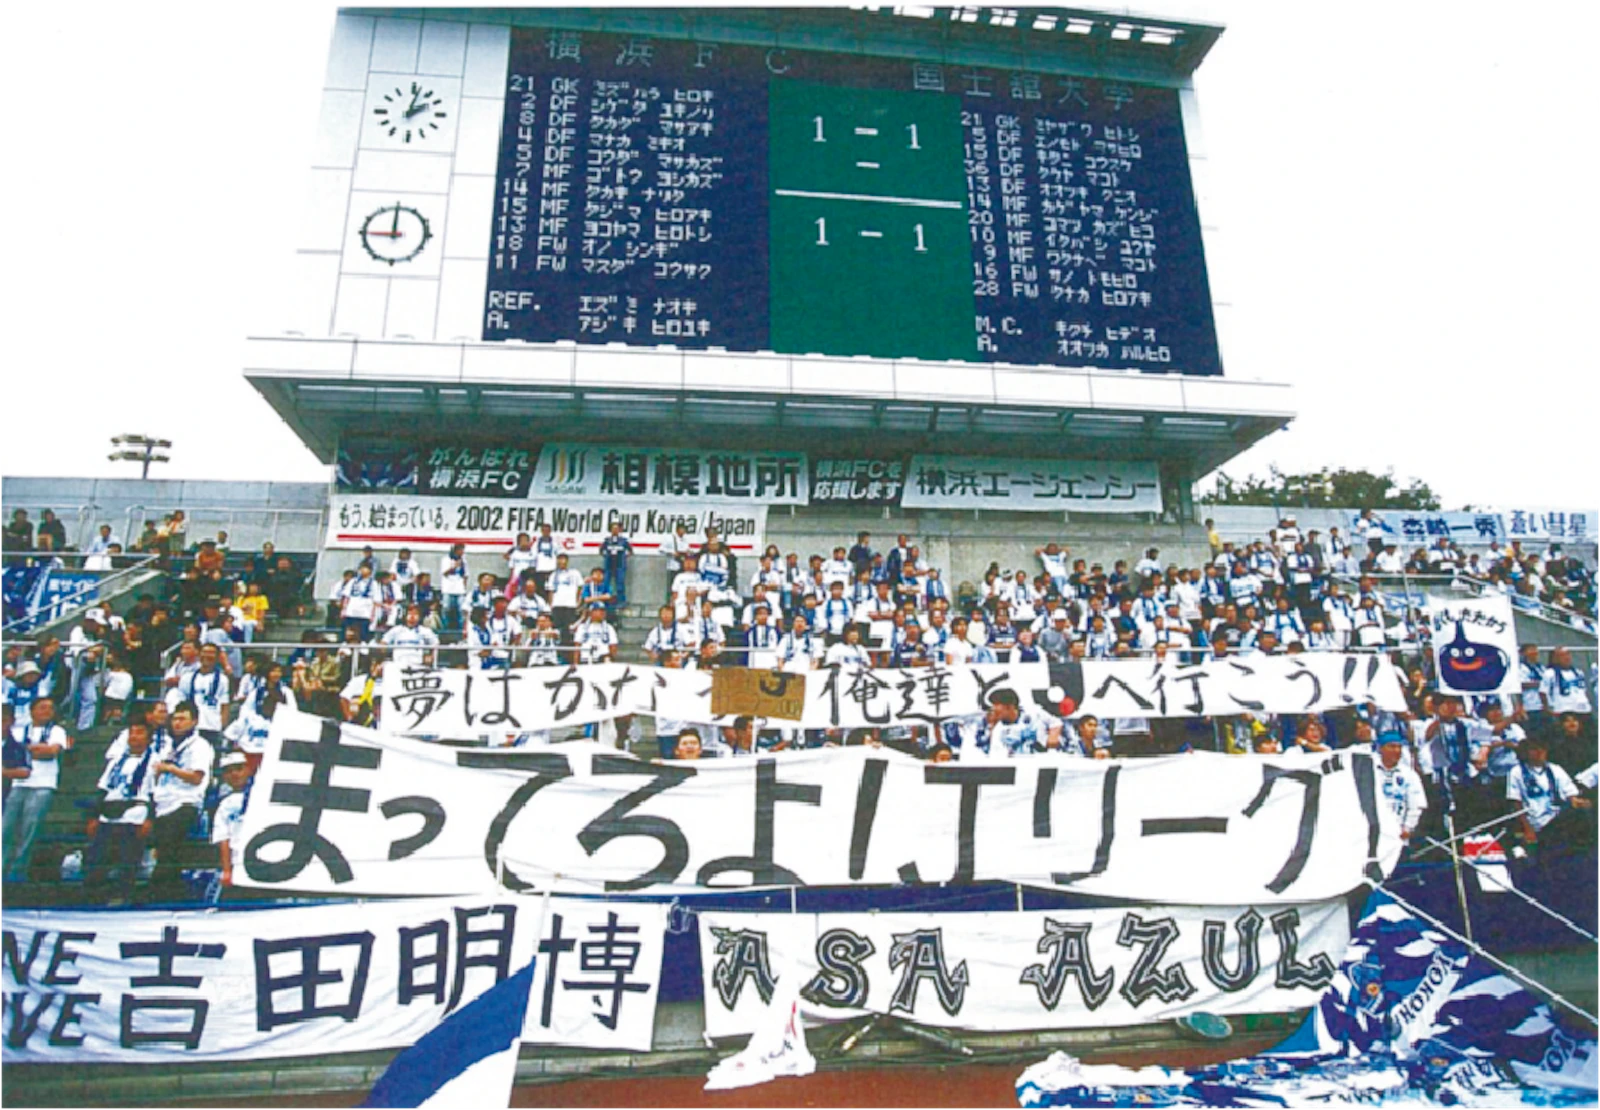 横浜FC
国士舘大学
21 GK ミズハラ ヒロキ
2 DF シゲタ ユキノリ
8 DF タカダ マサアキ
4 DF マナカ ミキオ
5 DF コウダ マサカズ
7 MF ゴトウ ヨシカズ
14 MF タカキ ナリタ
15 MF タジマ ヒロアキ
13 MF ヨコヤマ ヒロトシ
18 FW オノ シンギ
11 FW マスダ コウサク
REF. エズミ ナオキ
A. アジキ ヒロユキ
1 - 1
-
1 - 1
21 GK ミヤザワ ヒトシ
5 DF エノモト マサヒロ
15 DF キタニ コウスケ
36 DF タケヤ マコト
13 DF オオツキ クニオ
14 MF カゲヤマ ケンジ
20 MF コマツ カズヒコ
10 MF イタバシ ユウヤ
9 MF ワタナベ マコト
16 FW サノ トモヒロ
28 FW タナカ ヒロアキ
M.C. キクチ ヒデオ
A. オオツカ ハルヒロ
がんばれ
横浜FC
相模地所
横浜FCを
応援します
横浜エージェンシー
もう、始まっている。2002 FIFA World Cup Korea/Japan
蒼い彗星
夢はかな
J
俺達とJへ行こう!!
まってろよ!Jリーグ!
吉田明博
ASA AZUL
YOKOHA